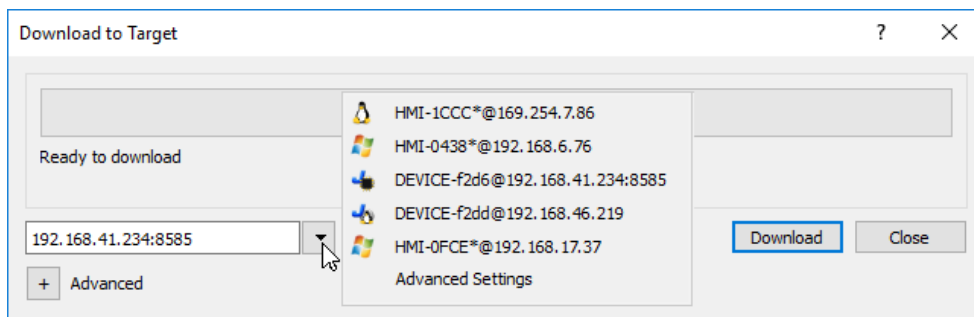 Download to Target
?
HMI-1CCC*@169.254.7.86
HMI-0438*@192.168.6.76
Ready to download
DEVICE-f2d6@192.168.41.234:8585
DEVICE-f2dd@192.168.46.219
192.168.41.234:8585
HMI-0FCE*@192.168.17.37
Download
Close
+ Advanced
Advanced Settings